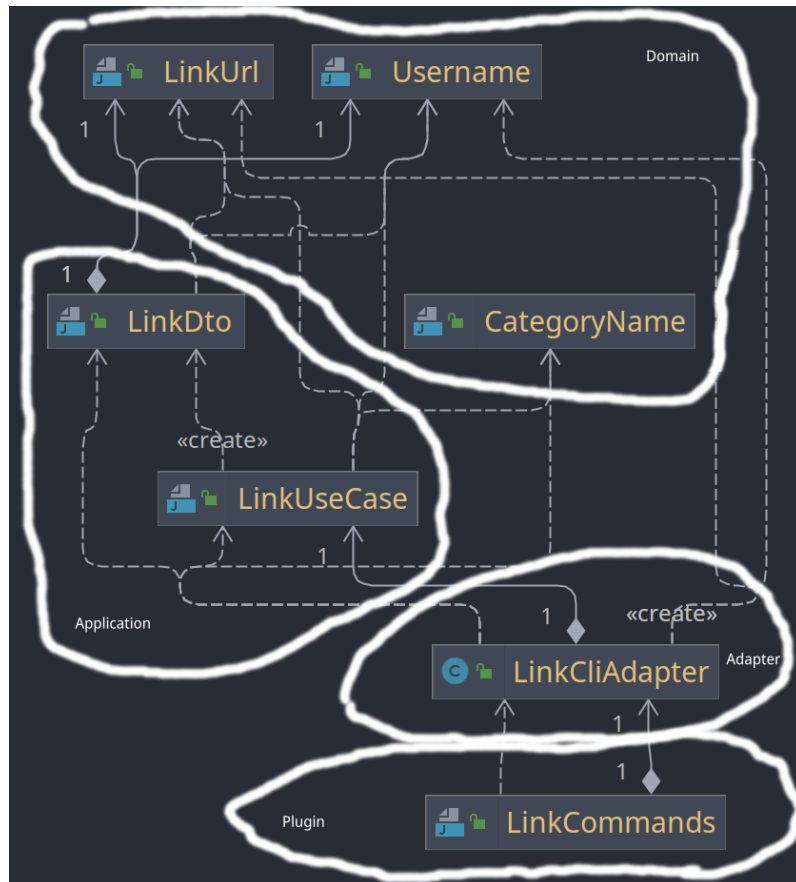 LinkUrl
Username
Domain
1
1
1
LinkDto
CategoryName
«create»
LinkUseCase
1
Application
1
«create»
C
LinkCliAdapter
Adapter
1
1
Plugin
LinkCommands